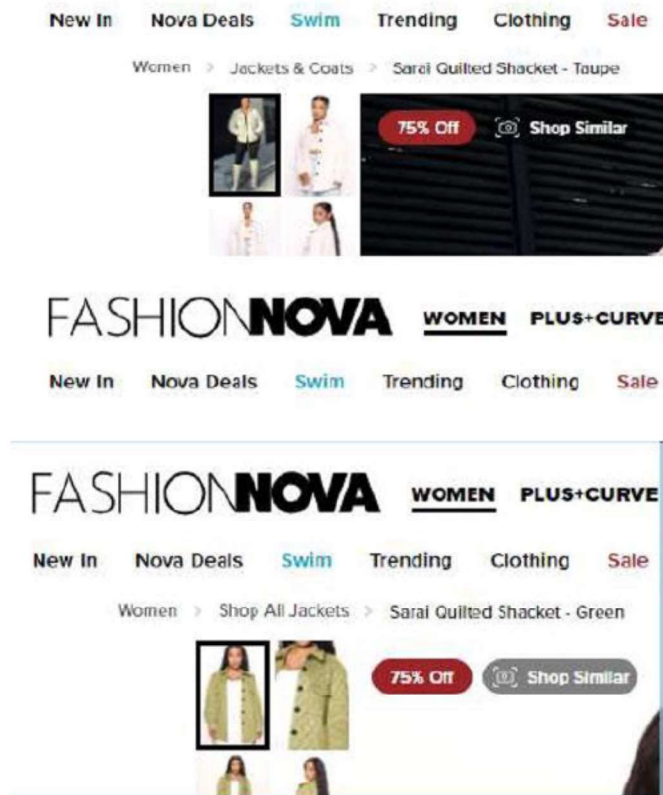 New In Nova Deals Swim Trending Clothing Sale
Women > Jackets & Coats > Sarai Quilted Shacket - Taupe
75% Off Shop Similar
FASHIONNOVA WOMEN PLUS+CURVE
New In Nova Deals Swim Trending Clothing Sale
FASHIONNOVA WOMEN PLUS+CURVE
New In Nova Deals Swim Trending Clothing Sale
Women > Shop All Jackets > Sarai Quilted Shacket - Green
75% Off Shop Similar